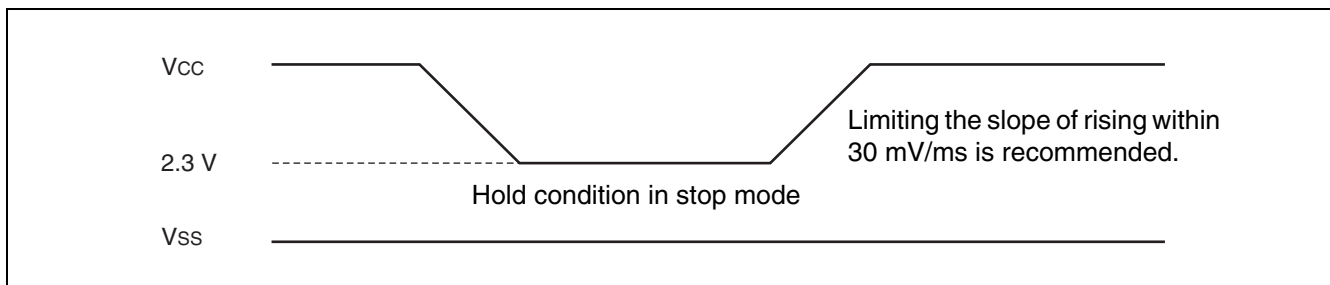 Vcc
Limiting the slope of rising within
30 mV/ms is recommended.
2.3 V
Hold condition in stop mode
Vss